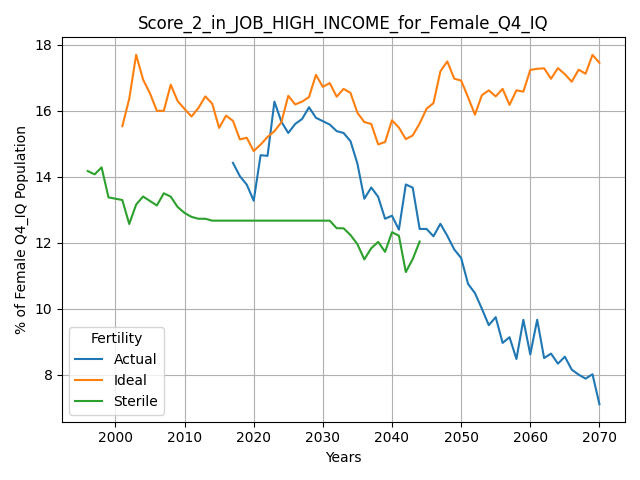 Score_2_in_JOB_HIGH_INCOME_for_Female_Q4_IQ
% of Female Q4_IQ Population
18
16
14
12
10
8
Fertility
Actual
Ideal
Sterile
2000 2010 2020 2030 2040 2050 2060 2070
Years